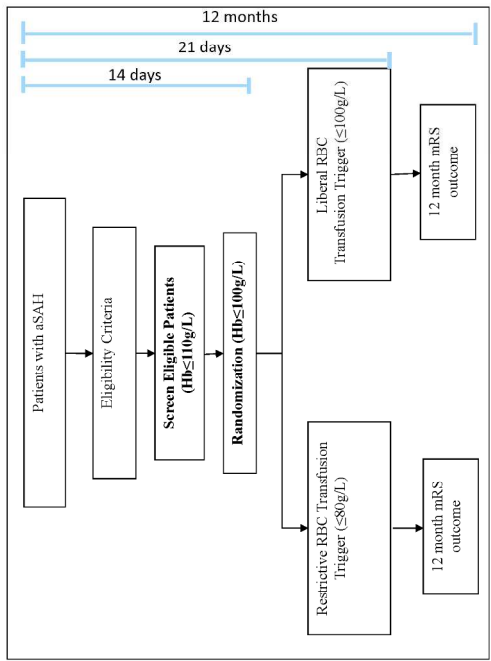 12 months
21 days
14 days
Patients with aSAH
Eligibility Criteria
Screen Eligible Patients
(Hb≤110g/L)
Randomization (Hb≤100g/L)
Liberal RBC
Transfusion Trigger (≤100g/L)
12 month mRS
outcome
Restrictive RBC Transfusion
Trigger (≤80g/L)
12 month mRS
outcome